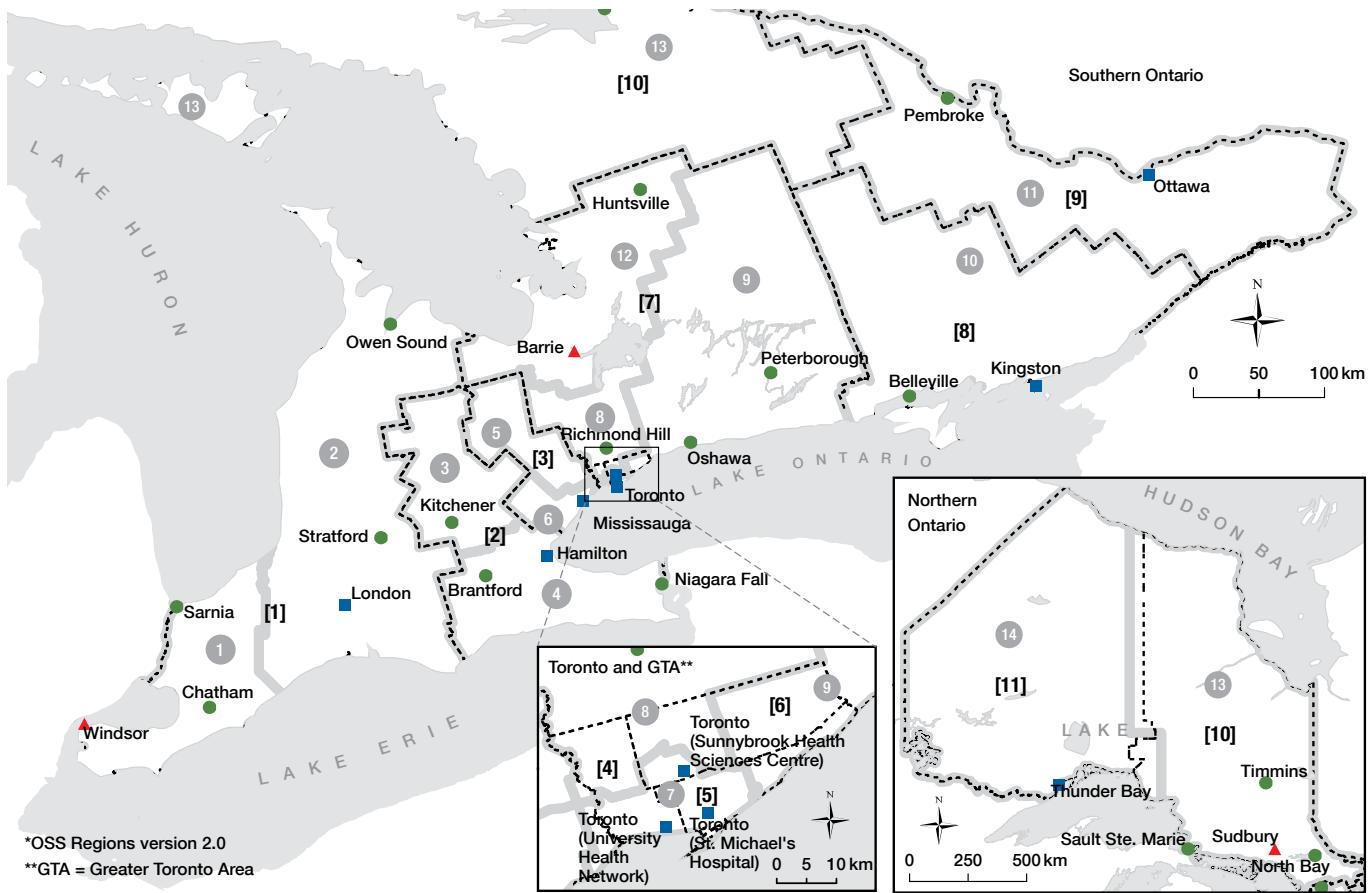 13
[10]
Southern Ontario
13
Pembroke
LAKE HURON
Huntsville
11
[9]
Ottawa
12
10
9
[7]
N
Owen Sound
Barrie
[8]
Peterborough
Belleville
Kingston
0 50 100 km
8
Richmond Hill
5
2
3
[3]
Oshawa
LAKE ONTARIO
Kitchener
Toronto
6
Mississauga
Stratford
[2]
Hamilton
Brantford
Niagara Fall
4
London
Sarnia
[1]
1
Chatham
Windsor
LAKE ERIE
Toronto and GTA**
9
8
[6]
Toronto
(Sunnybrook Health
Sciences Centre)
[4]
7
[5]
Toronto
(University
Health
Network)
Toronto
(St. Michael's
Hospital)
N
0 5 10 km
Northern
Ontario
HUDSON BAY
14
[11]
13
[10]
LAKE
Timmins
Thunder Bay
N
Sault Ste. Marie
Sudbury
North Bay
0 250 500 km
*OSS Regions version 2.0
**GTA = Greater Toronto Area